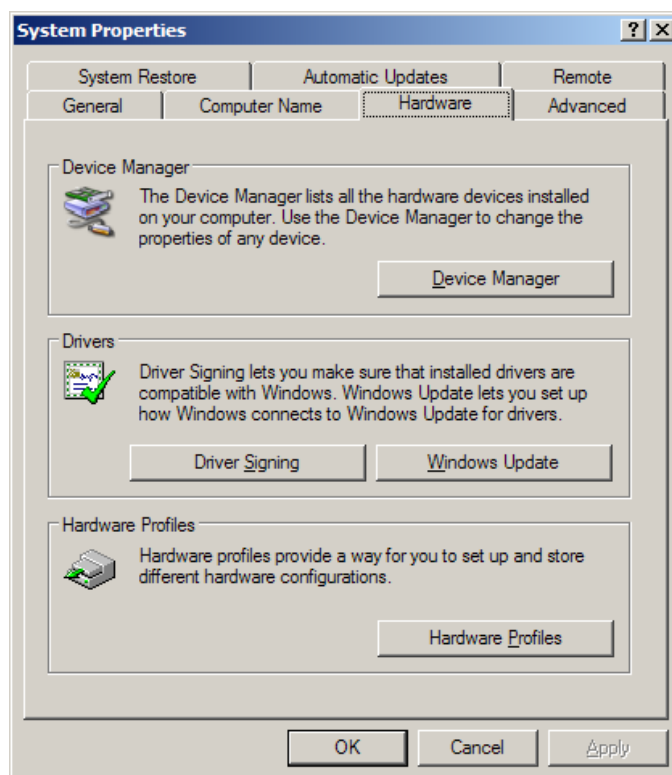 System Properties
System Restore
Automatic Updates
Remote
General
Computer Name
Hardware
Advanced
Device Manager
The Device Manager lists all the hardware devices installed
on your computer. Use the Device Manager to change the
properties of any device.
Device Manager
Drivers
Driver Signing lets you make sure that installed drivers are
compatible with Windows. Windows Update lets you set up
how Windows connects to Windows Update for drivers.
Driver Signing
Windows Update
Hardware Profiles
Hardware profiles provide a way for you to set up and store
different hardware configurations.
Hardware Profiles
OK
Cancel
Apply